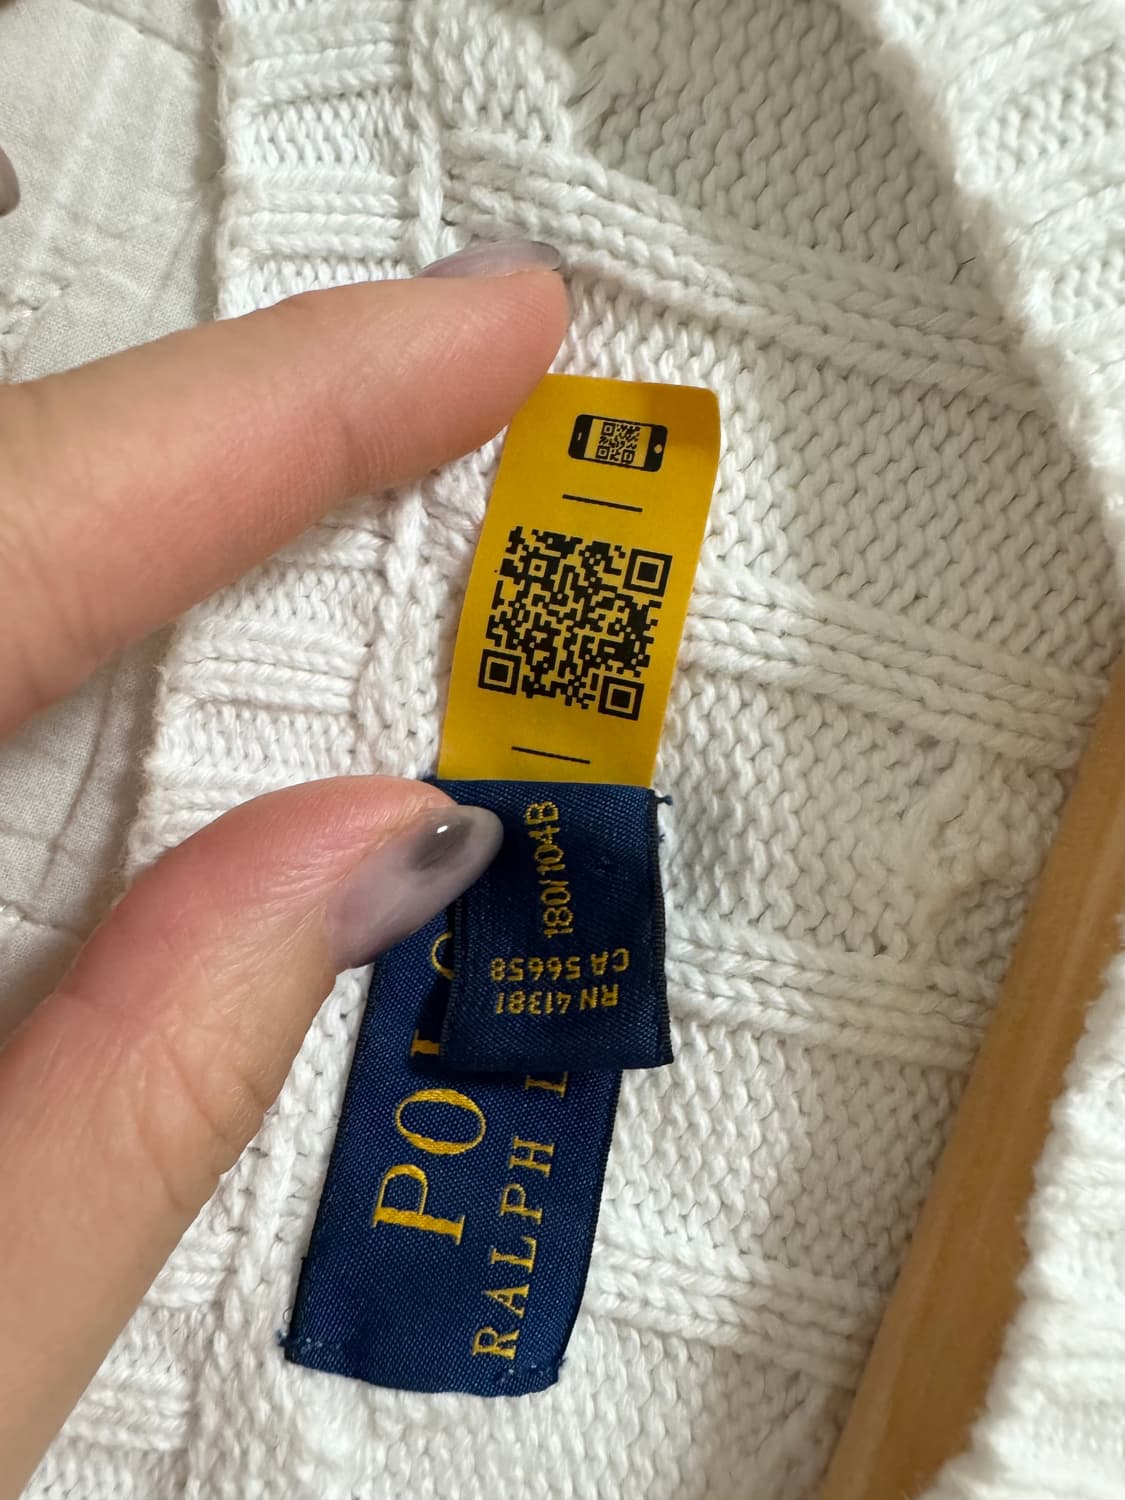 180/104B
CA 56658
RN 41381
PO
RALPH L